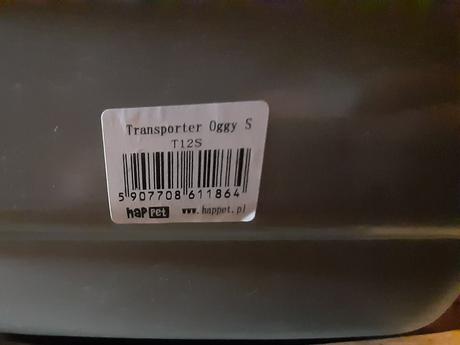 Transporter Oggy S
T12S
5 907708 611864
happet www.happet.pl